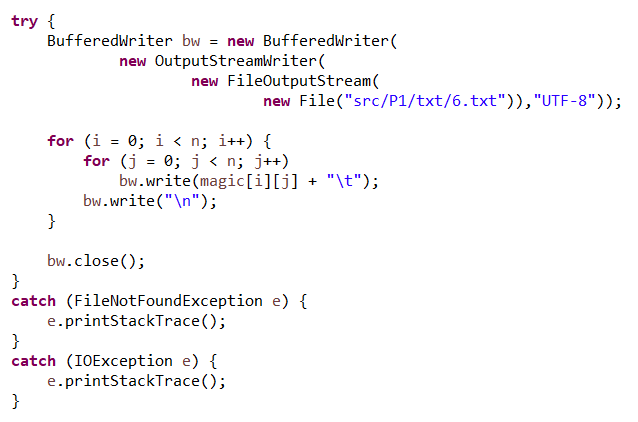 try {
    BufferedWriter bw = new BufferedWriter(
            new OutputStreamWriter(
                    new FileOutputStream(
                            new File("src/P1/txt/6.txt")),"UTF-8"));

    for (i = 0; i < n; i++) {
        for (j = 0; j < n; j++)
            bw.write(magic[i][j] + "\t");
        bw.write("\n");
    }

    bw.close();
}
catch (FileNotFoundException e) {
    e.printStackTrace();
}
catch (IOException e) {
    e.printStackTrace();
}